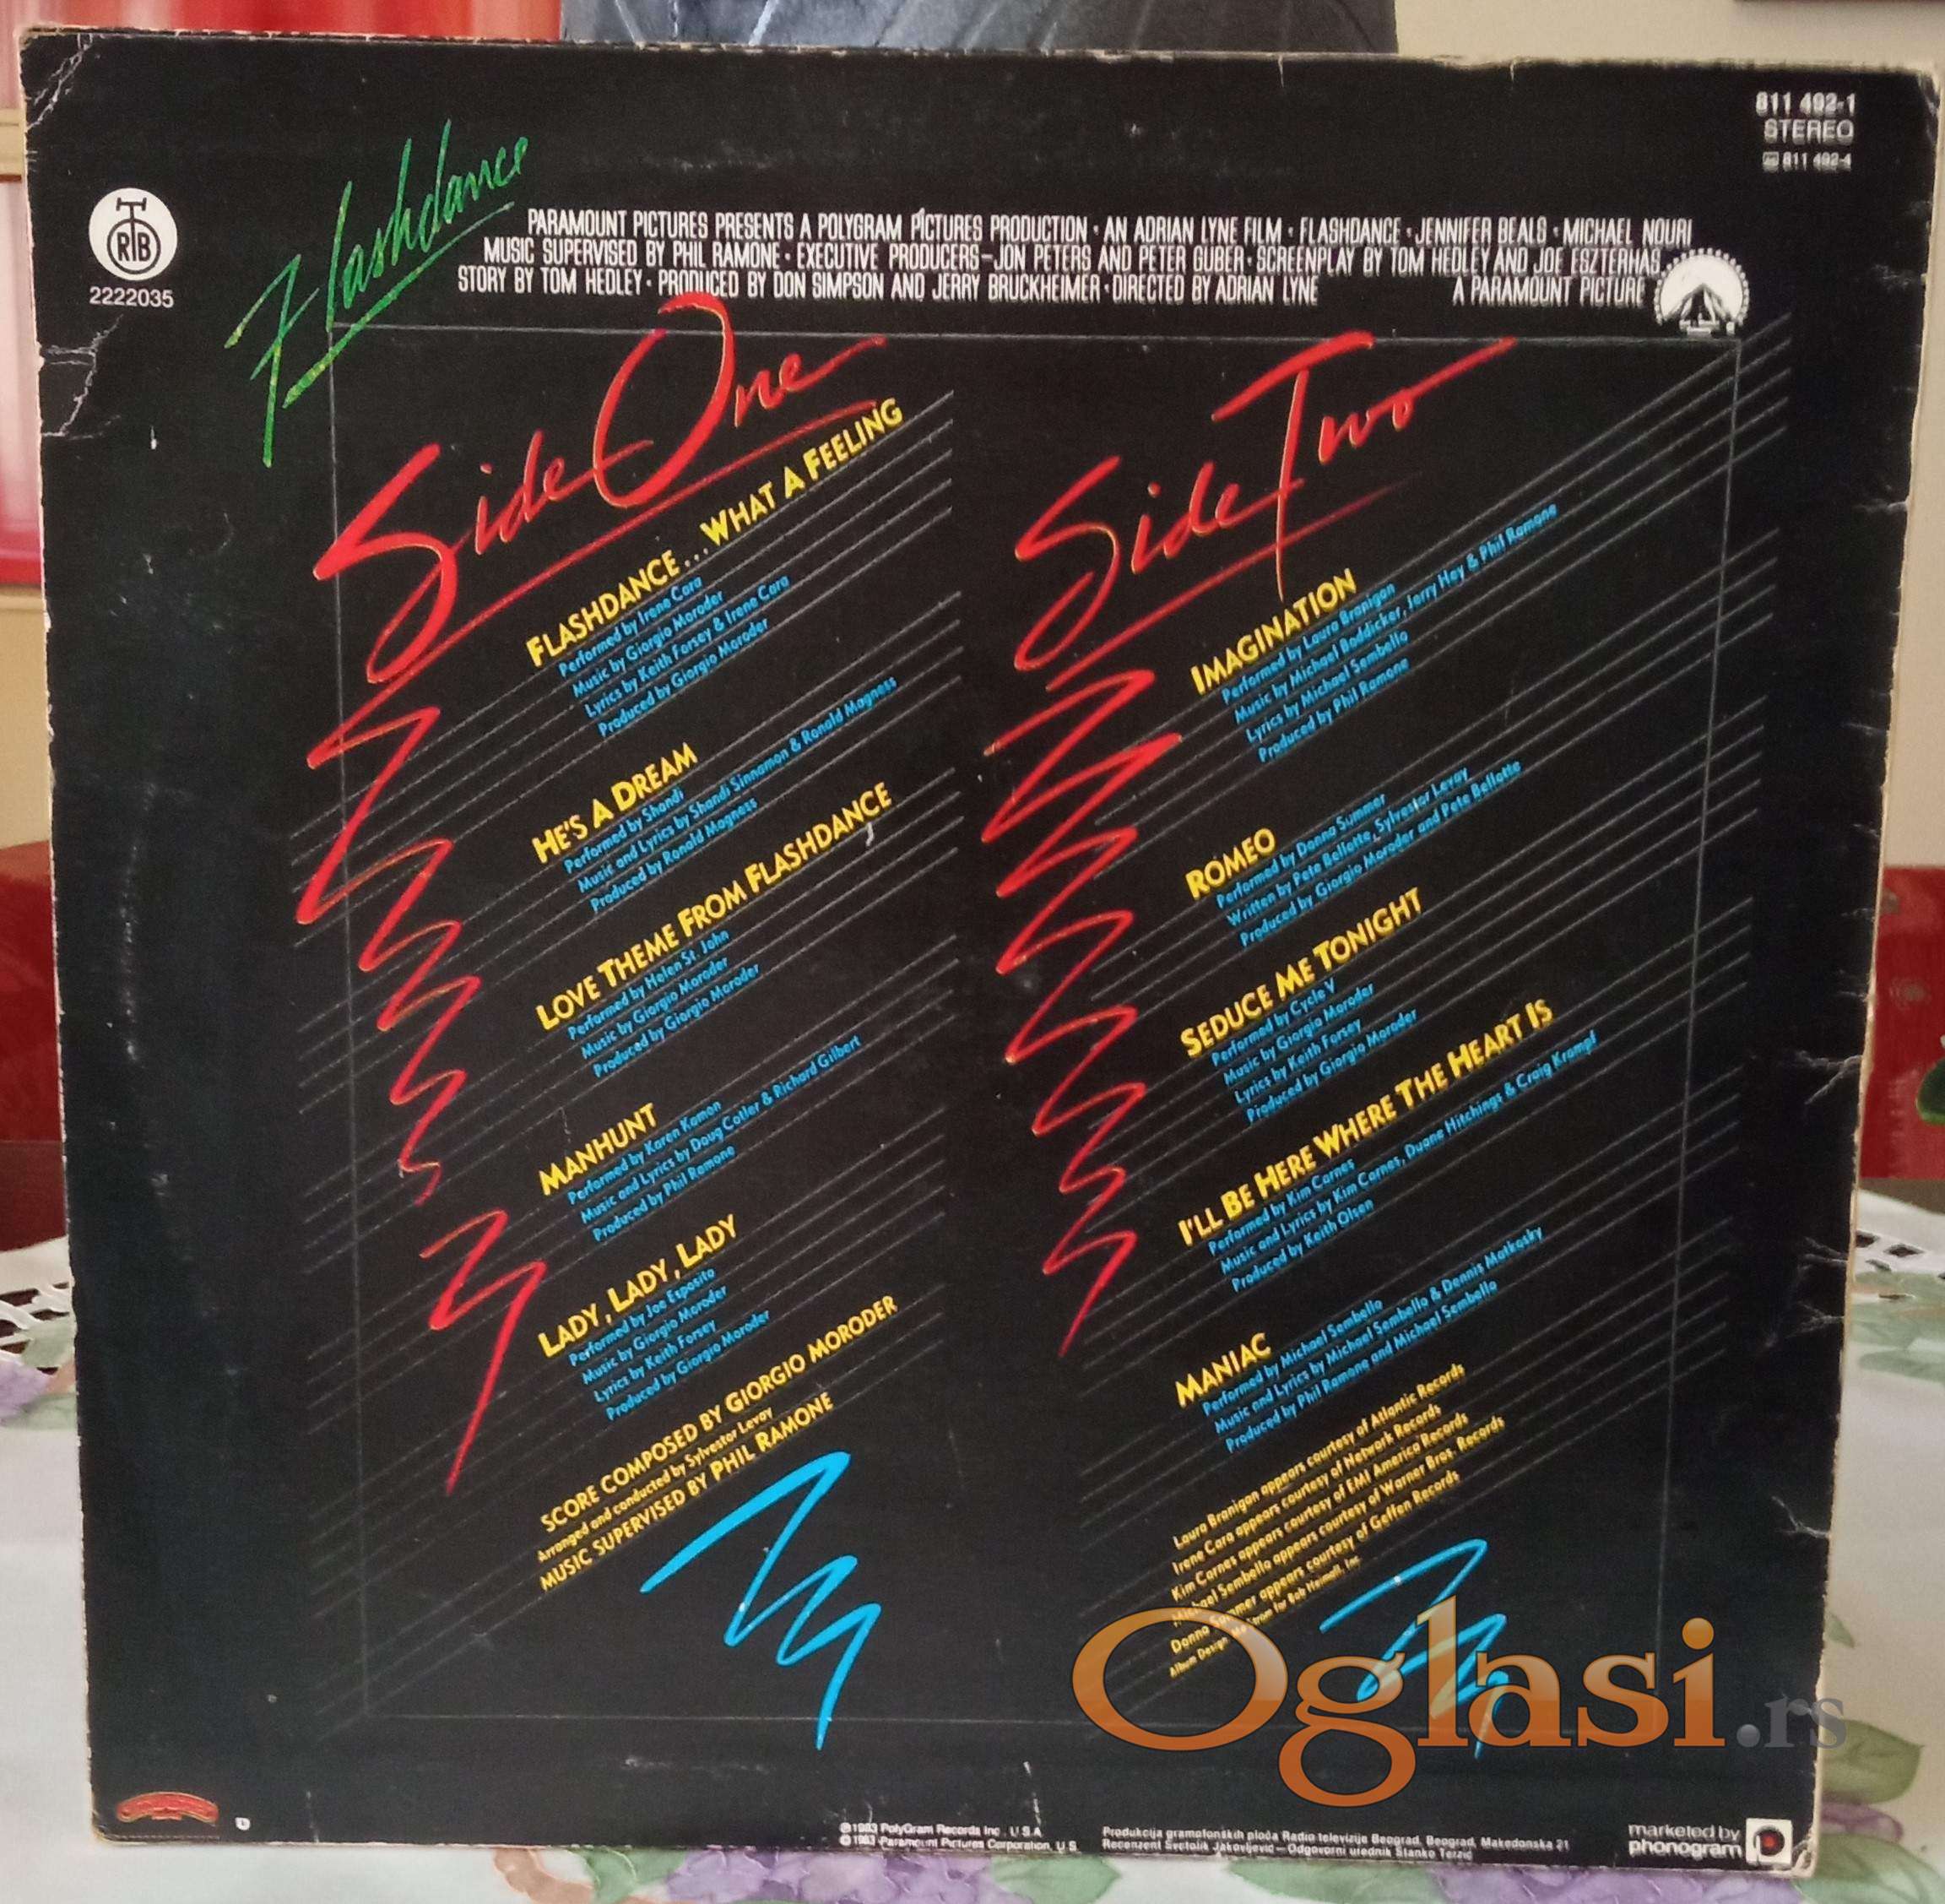 811 492-1
STEREO
811 492-4
RTB
2222035
Flashdance
PARAMOUNT PICTURES PRESENTS A POLYGRAM PICTURES PRODUCTION · AN ADRIAN LYNE FILM · FLASHDANCE · JENNIFER BEALS · MICHAEL NOURI
MUSIC SUPERVISED BY PHIL RAMONE · EXECUTIVE PRODUCERS–JON PETERS AND PETER GUBER · SCREENPLAY BY TOM HEDLEY AND JOE ESZTERHAS
STORY BY TOM HEDLEY · PRODUCED BY DON SIMPSON AND JERRY BRUCKHEIMER · DIRECTED BY ADRIAN LYNE
A PARAMOUNT PICTURE
Side One
FLASHDANCE... WHAT A FEELING
Performed by Irene Cara
Music by Giorgio Moroder
Lyrics by Keith Forsey & Irene Cara
Produced by Giorgio Moroder
HE'S A DREAM
Performed by Shandi
Music and Lyrics by Shandi Sinnamon & Ronald Magness
Produced by Ronald Magness
LOVE THEME FROM FLASHDANCE
Performed by Helen St. John
Music by Giorgio Moroder
Produced by Giorgio Moroder
MANHUNT
Performed by Karen Kamon
Music and Lyrics by Doug Cotler & Richard Gilbert
Produced by Phil Ramone
LADY, LADY, LADY
Performed by Joe Esposito
Music by Giorgio Moroder
Lyrics by Keith Forsey
Produced by Giorgio Moroder
SCORE COMPOSED BY GIORGIO MORODER
Arranged and conducted by Sylvester Levay
MUSIC SUPERVISED BY PHIL RAMONE
Side Two
IMAGINATION
Performed by Laura Branigan
Music by Michael Boddicker, Jerry Hey & Phil Ramone
Lyrics by Michael Sembello
Produced by Phil Ramone
ROMEO
Performed by Donna Summer
Written by Pete Bellotte, Sylvester Levay
Produced by Giorgio Moroder and Pete Bellotte
SEDUCE ME TONIGHT
Performed by Cycle V
Music by Giorgio Moroder
Lyrics by Keith Forsey
Produced by Giorgio Moroder
I'LL BE HERE WHERE THE HEART IS
Performed by Kim Carnes
Music and Lyrics by Kim Carnes, Duane Hitchings & Craig Krampf
Produced by Keith Olsen
MANIAC
Performed by Michael Sembello
Music and Lyrics by Michael Sembello & Dennis Matkosky
Produced by Phil Ramone and Michael Sembello
Laura Branigan appears courtesy of Atlantic Records
Irene Cara appears courtesy of Network Records
Kim Carnes appears courtesy of EMI America Records
Michael Sembello appears courtesy of Warner Bros. Records
Donna Summer appears courtesy of Geffen Records
Album Design for Bob Heimall, Inc.
Oglasi.rs
℗ 1983 PolyGram Records Inc., U.S.A.
© 1983 Paramount Pictures Corporation, U.S.
Produkcija gramofonskih ploča Radio televizije Beograd, Beograd, Makedonska 21
Recenzent Svetolik Jakovljević — Odgovorni urednik Stanko Terzić
marketed by
phonogram